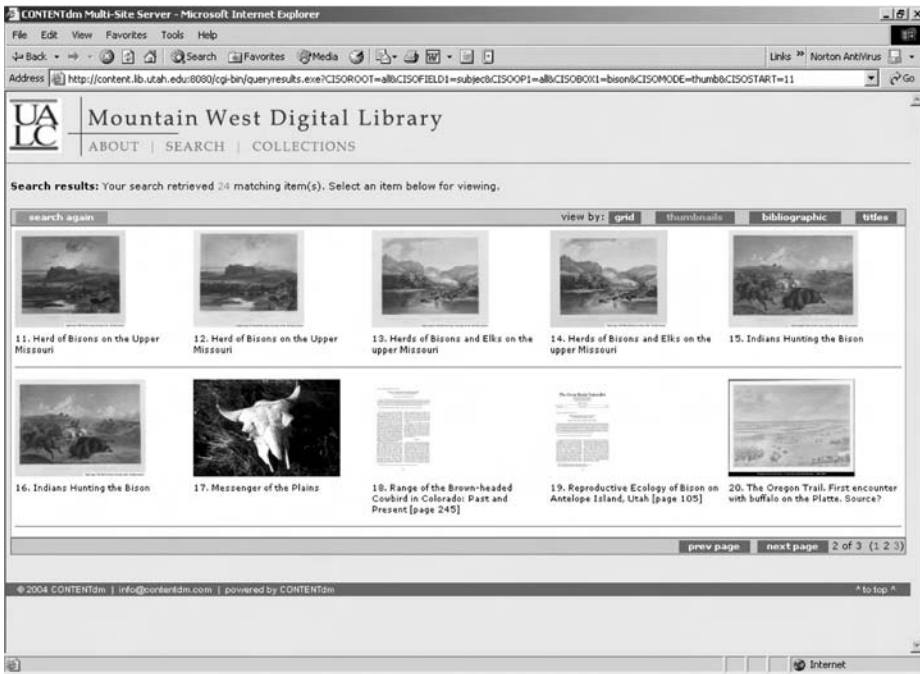 CONTENTdm Multi-Site Server - Microsoft Internet Explorer
File Edit View Favorites Tools Help
Back Search Favorites Media Links » Norton AntiVirus
Address http://content.lib.utah.edu:8080/cgi-bin/queryresults.exe?CISOROOT=all&CISOFIELD1=subjec&CISOOP1=all&CISOBOX1=bison&CISOMODE=thumb&CISOSTART=11 Go
UALC
Mountain West Digital Library
ABOUT | SEARCH | COLLECTIONS
Search results: Your search retrieved 24 matching item(s). Select an item below for viewing.
search again view by: grid thumbnails bibliographic titles
11. Herd of Bisons on the Upper
Missouri
12. Herd of Bisons on the Upper
Missouri
13. Herds of Bisons and Elks on the
upper Missouri
14. Herds of Bisons and Elks on the
upper Missouri
15. Indians Hunting the Bison
The Great Basin Naturalist
16. Indians Hunting the Bison
17. Messenger of the Plains
18. Range of the Brown-headed
Cowbird in Colorado: Past and
Present [page 245]
19. Reproductive Ecology of Bison on
Antelope Island, Utah [page 105]
20. The Oregon Trail. First encounter
with buffalo on the Platte. Source?
prev page next page 2 of 3 (1 2 3)
©2004 CONTENTdm | info@contentdm.com | powered by CONTENTdm ^ to top ^
Internet